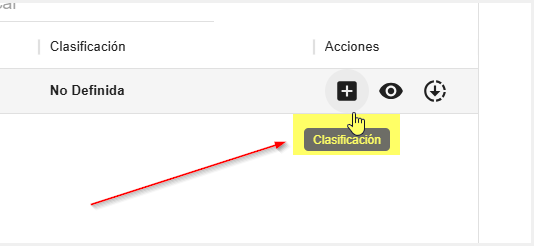 Clasificación
Acciones
No Definida
Clasificación